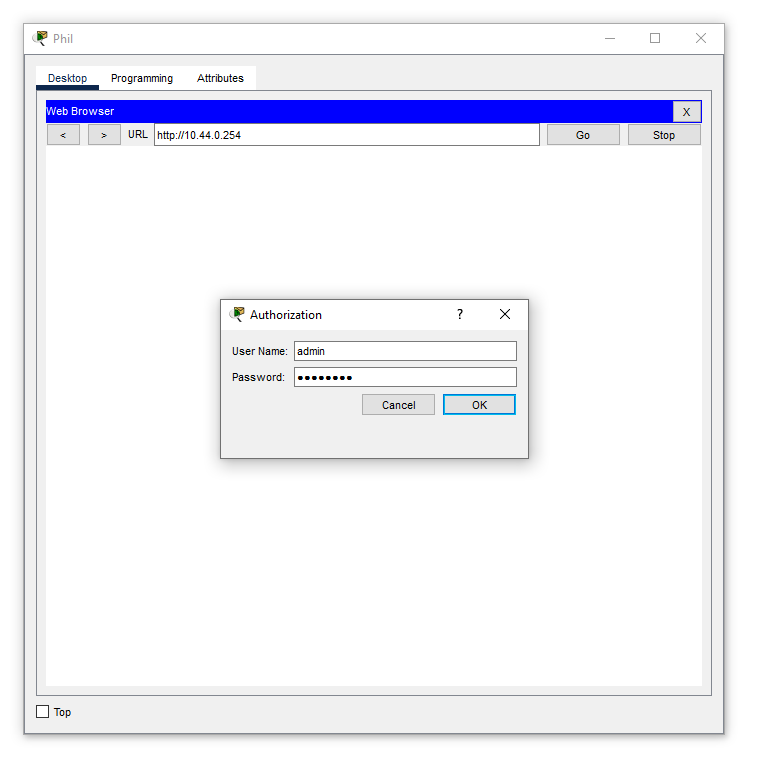 Phil
Desktop Programming Attributes
Web Browser X
< > URL http://10.44.0.254 Go Stop
Authorization ?
User Name: admin
Password: ●●●●●●●●
Cancel OK
Top